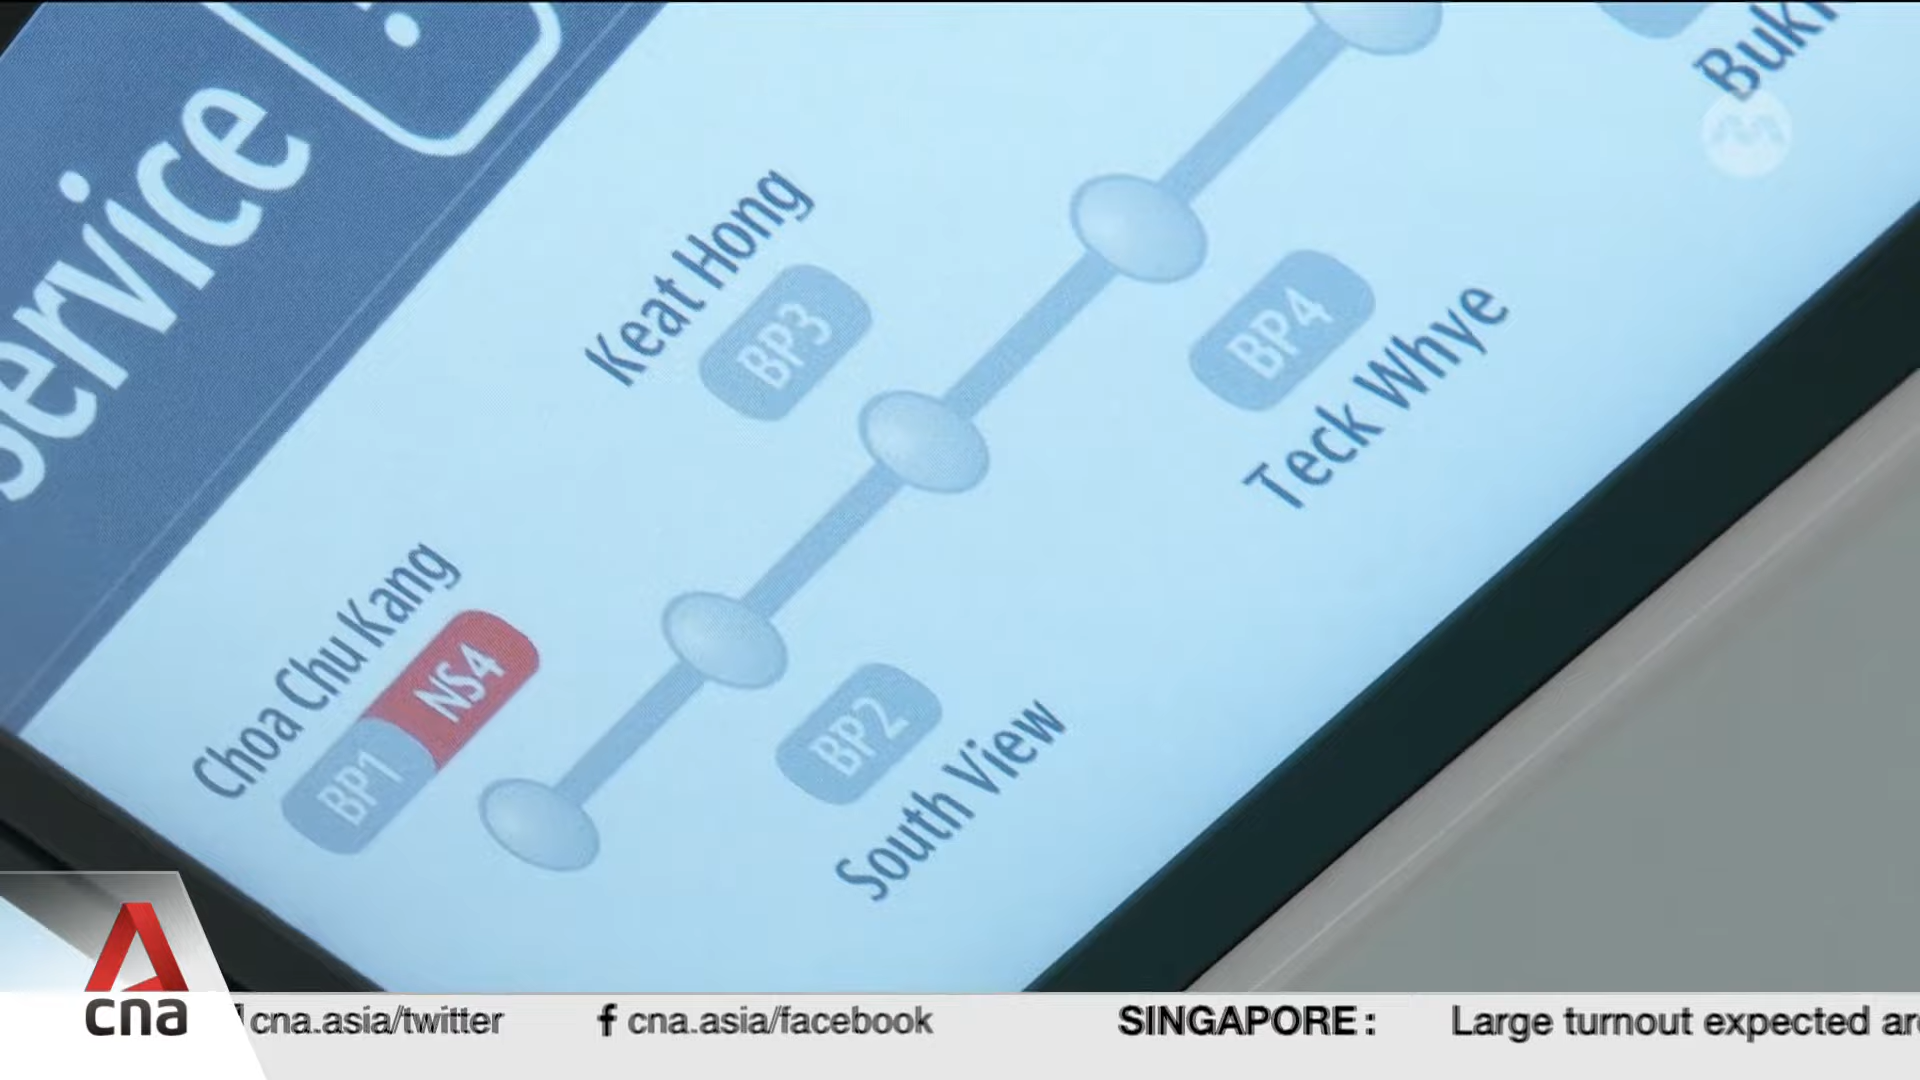 Service
Keat Hong
BP3
BP4
Teck Whye
Choa Chu Kang
BP1 NS4
BP2
South View
cna
cna.asia/twitter
f cna.asia/facebook
SINGAPORE :
Large turnout expected